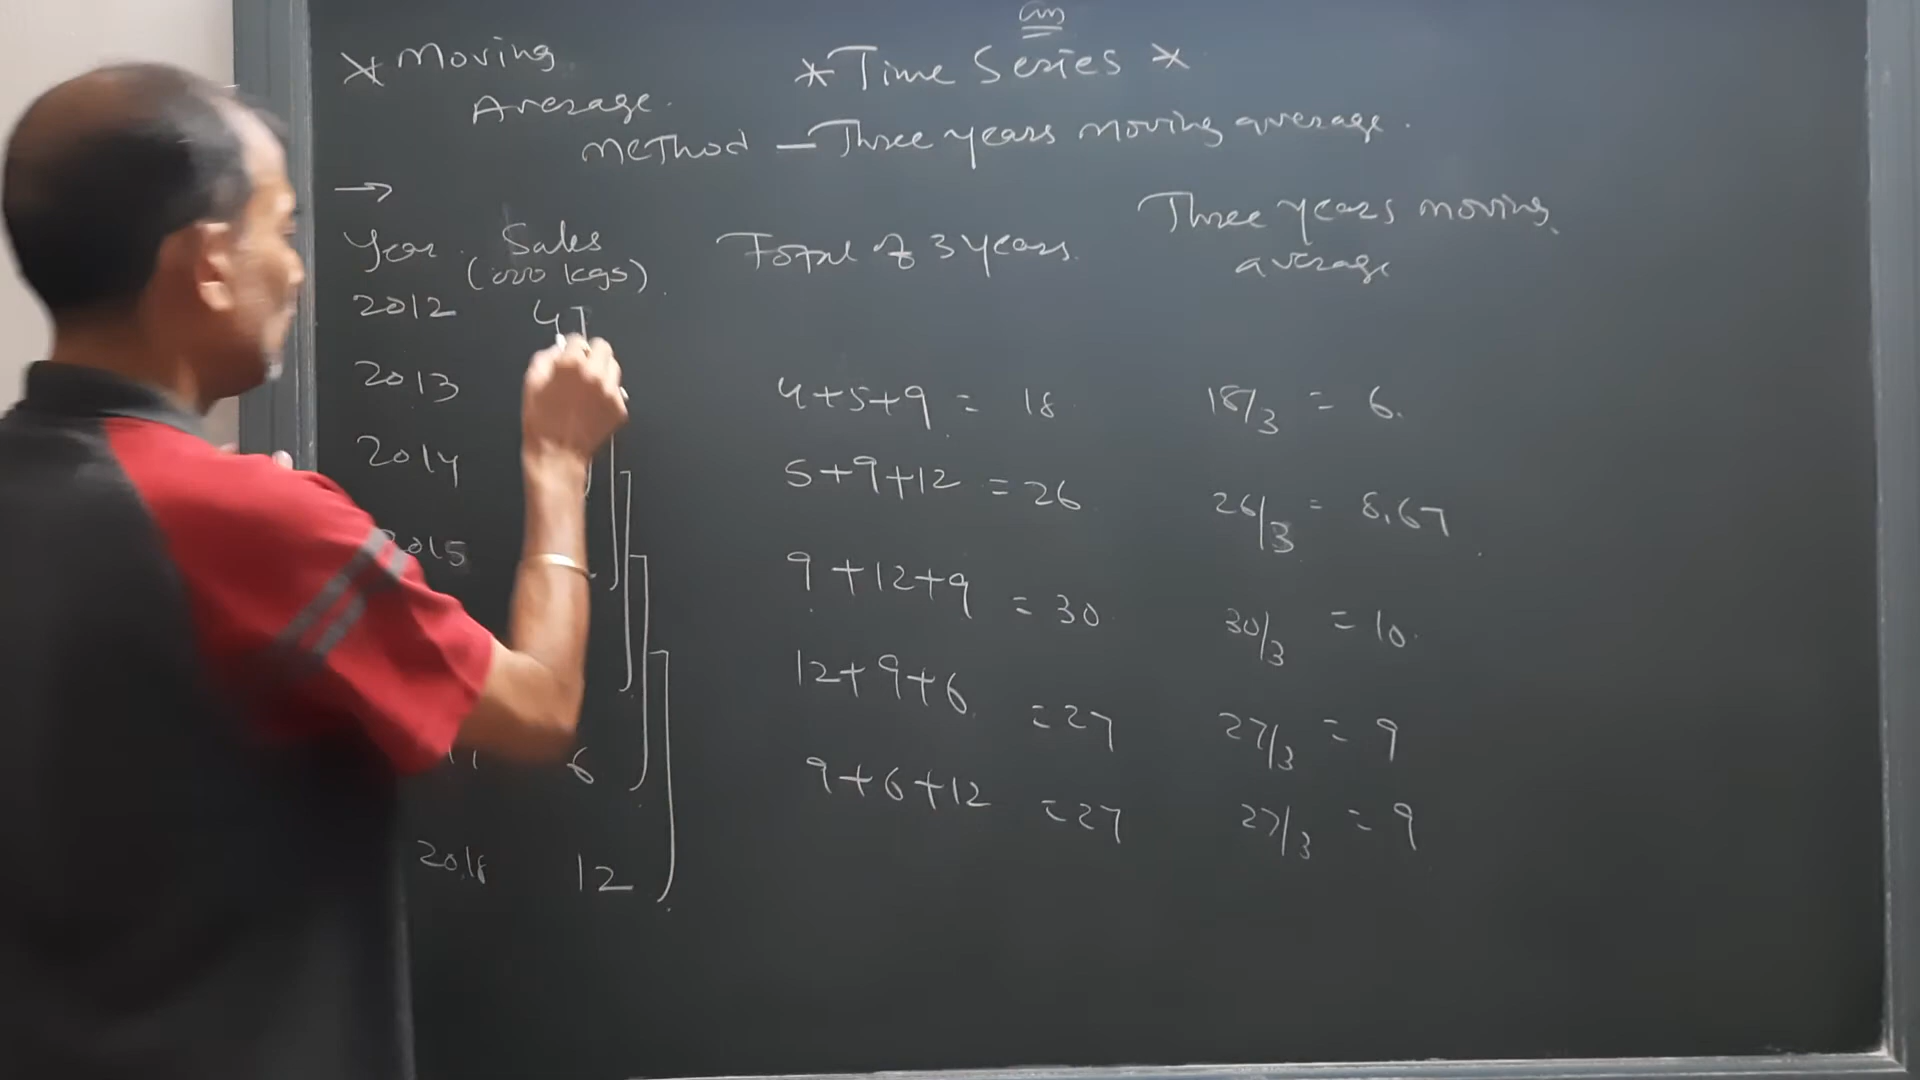 * Moving
Average.
Method — Three years moving average.
* Time Series *
→
Year. Sales Total of 3 years. Three years moving
(000 kgs) average
2012 4
2013 4+5+9 = 18 18/3 = 6.
2014 5+9+12 = 26 26/3 = 8.67
2015 9+12+9 = 30 30/3 = 10.
12+9+6 = 27 27/3 = 9
6 9+6+12 = 27 27/3 = 9
2018 12